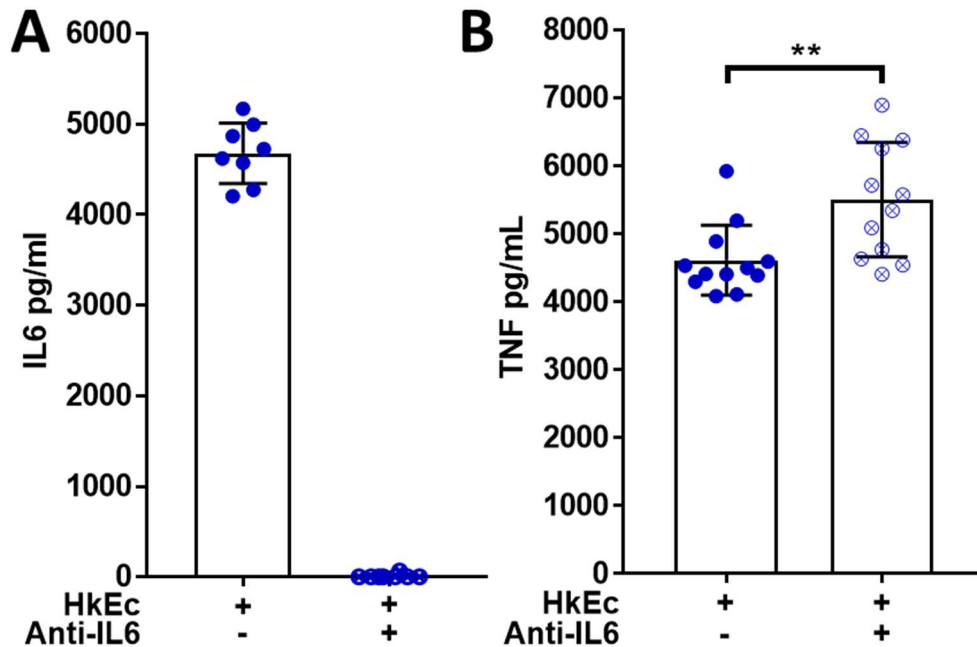 A
IL6 pg/ml
6000
5000
4000
3000
2000
1000
0
HkEc + +
Anti-IL6 - +
B
TNF pg/mL
8000
7000
6000
5000
4000
3000
2000
1000
0
**
HkEc + +
Anti-IL6 - +